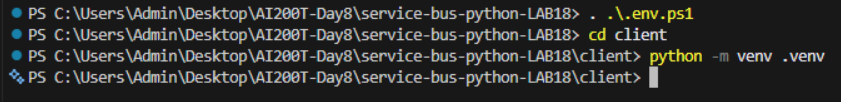 PS C:\Users\Admin\Desktop\AI200T-Day8\service-bus-python-LAB18> . .\.env.ps1
PS C:\Users\Admin\Desktop\AI200T-Day8\service-bus-python-LAB18> cd client
PS C:\Users\Admin\Desktop\AI200T-Day8\service-bus-python-LAB18\client> python -m venv .venv
PS C:\Users\Admin\Desktop\AI200T-Day8\service-bus-python-LAB18\client>